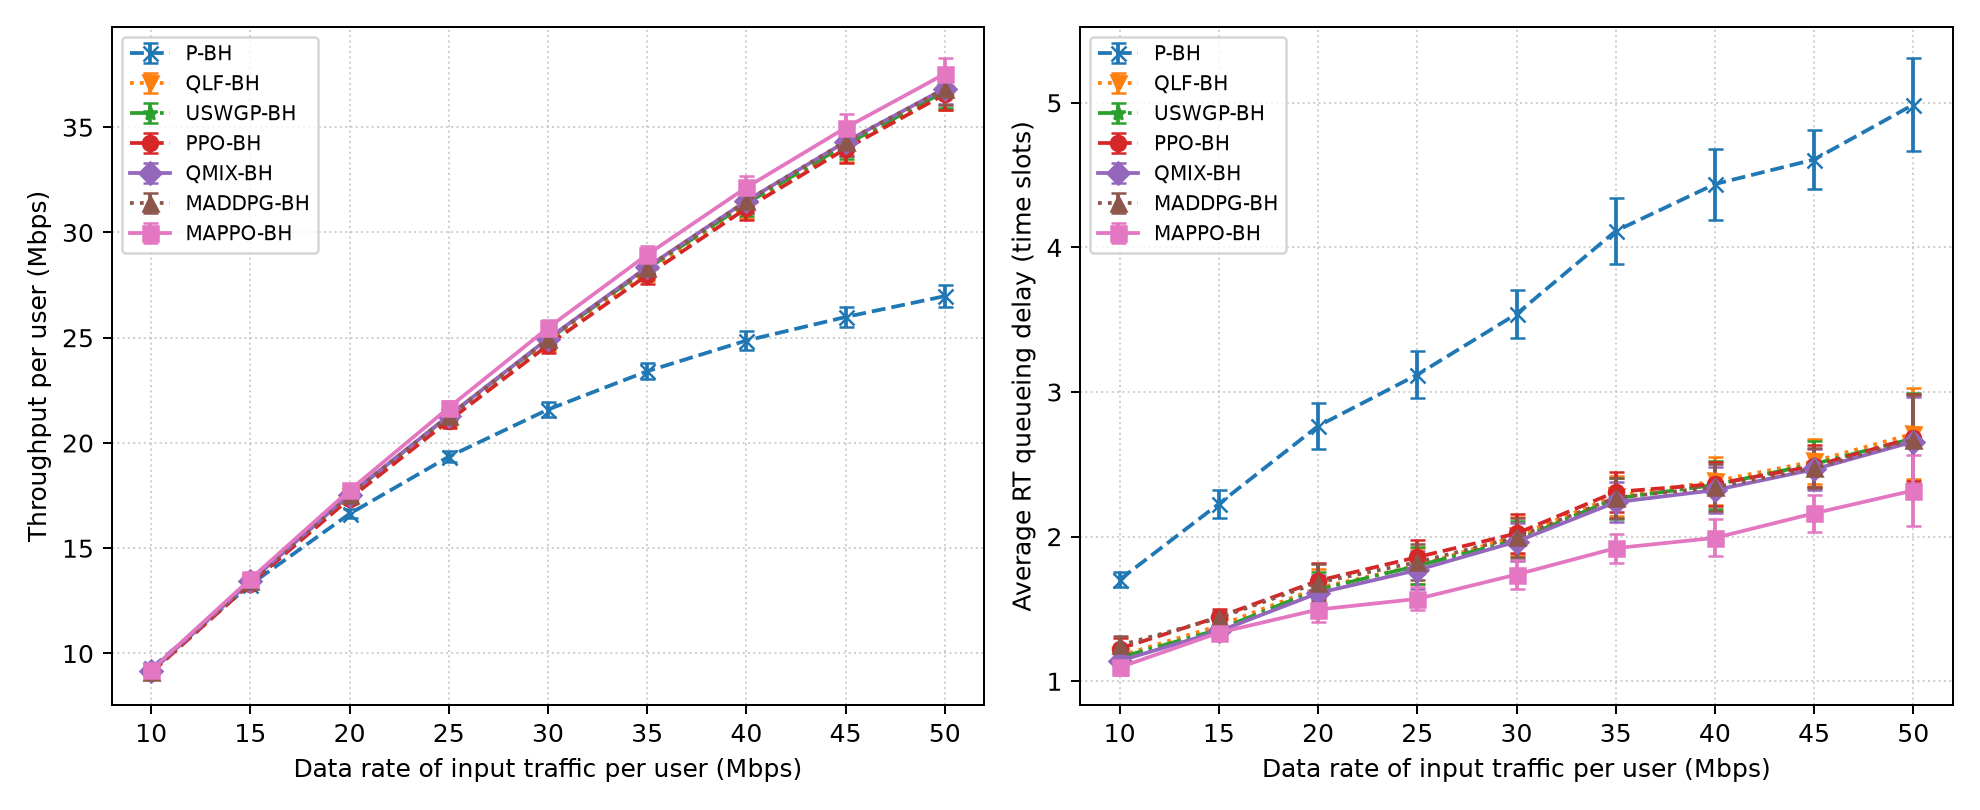 P-BH
QLF-BH
USWGP-BH
PPO-BH
QMIX-BH
MADDPG-BH
MAPPO-BH
Throughput per user (Mbps)
35
30
25
20
15
10
10 15 20 25 30 35 40 45 50
Data rate of input traffic per user (Mbps)
P-BH
QLF-BH
USWGP-BH
PPO-BH
QMIX-BH
MADDPG-BH
MAPPO-BH
Average RT queueing delay (time slots)
5
4
3
2
1
10 15 20 25 30 35 40 45 50
Data rate of input traffic per user (Mbps)